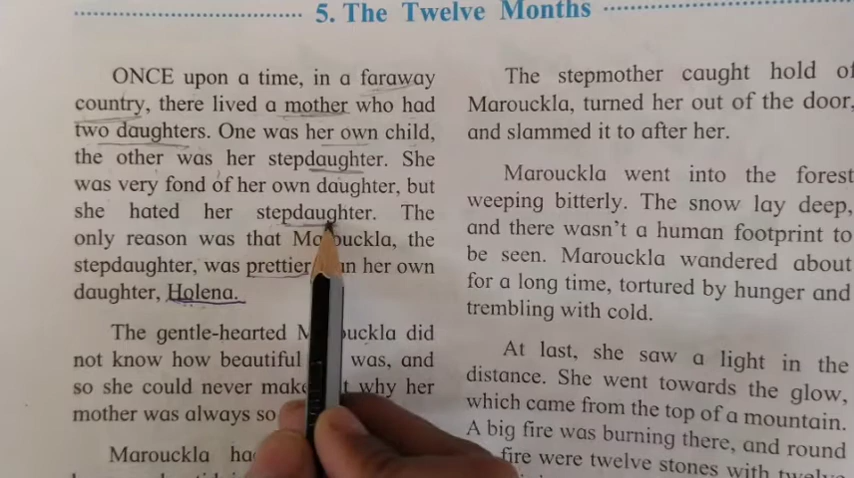 5. The Twelve Months
ONCE upon a time, in a faraway
country, there lived a mother who had
two daughters. One was her own child,
the other was her stepdaughter. She
was very fond of her own daughter, but
she hated her stepdaughter. The
only reason was that Marouckla, the
stepdaughter, was prettier than her own
daughter, Holena.
The gentle-hearted Marouckla did
not know how beautiful was, and
so she could never make why her
mother was always so
Marouckla
The stepmother caught hold of
Marouckla, turned her out of the door,
and slammed it to after her.
Marouckla went into the forest
weeping bitterly. The snow lay deep,
and there wasn't a human footprint to
be seen. Marouckla wandered about
for a long time, tortured by hunger and
trembling with cold.
At last, she saw a light in the
distance. She went towards the glow,
which came from the top of a mountain.
A big fire was burning there, and round
fire were twelve stones with